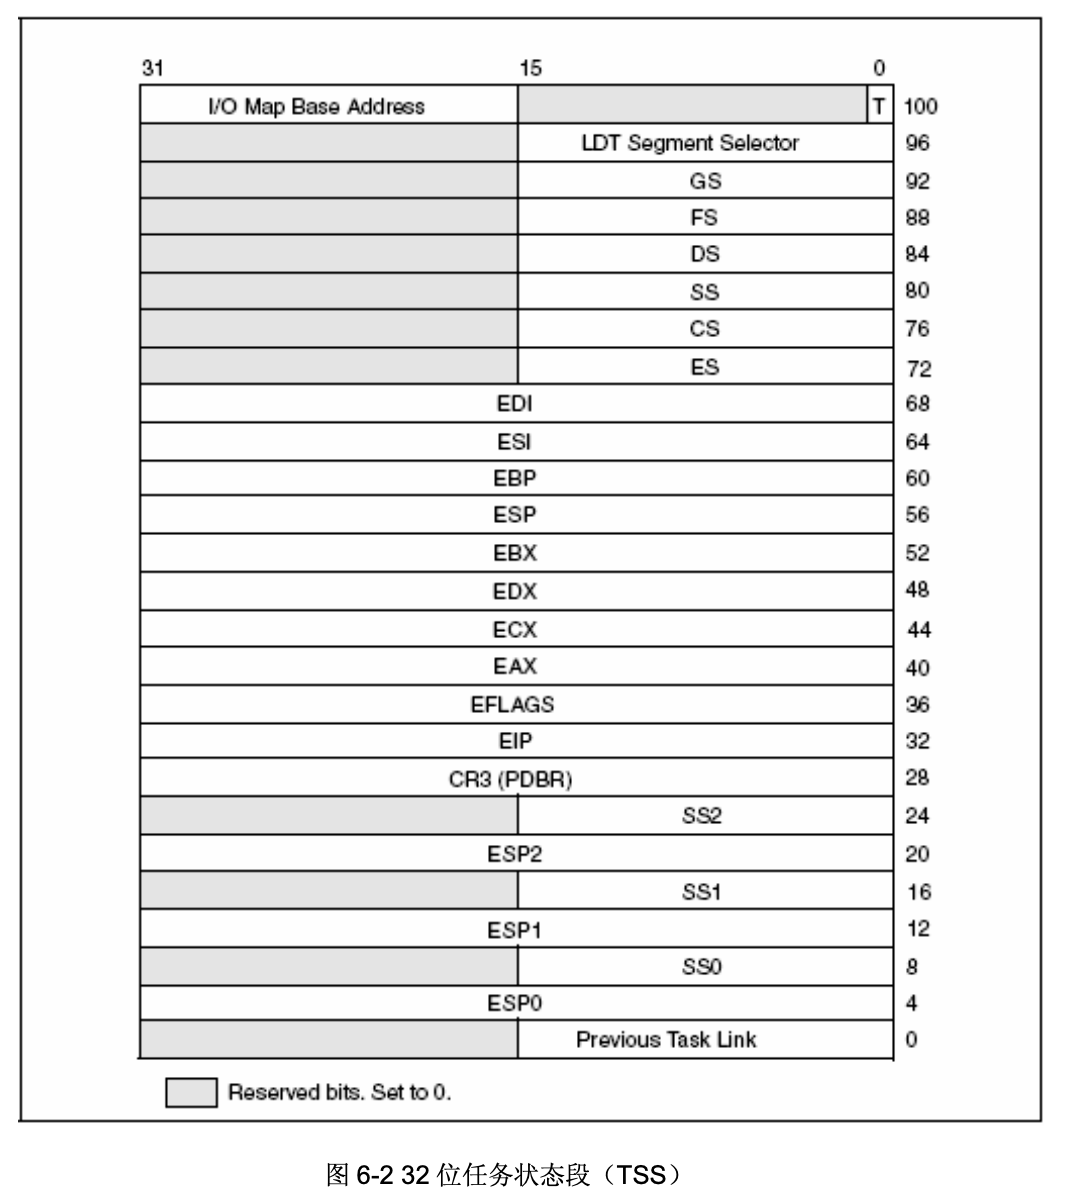 31 15 0
I/O Map Base Address T 100
LDT Segment Selector 96
GS 92
FS 88
DS 84
SS 80
CS 76
ES 72
EDI 68
ESI 64
EBP 60
ESP 56
EBX 52
EDX 48
ECX 44
EAX 40
EFLAGS 36
EIP 32
CR3 (PDBR) 28
SS2 24
ESP2 20
SS1 16
ESP1 12
SS0 8
ESP0 4
Previous Task Link 0
Reserved bits. Set to 0.
图 6-2 32 位任务状态段（TSS）